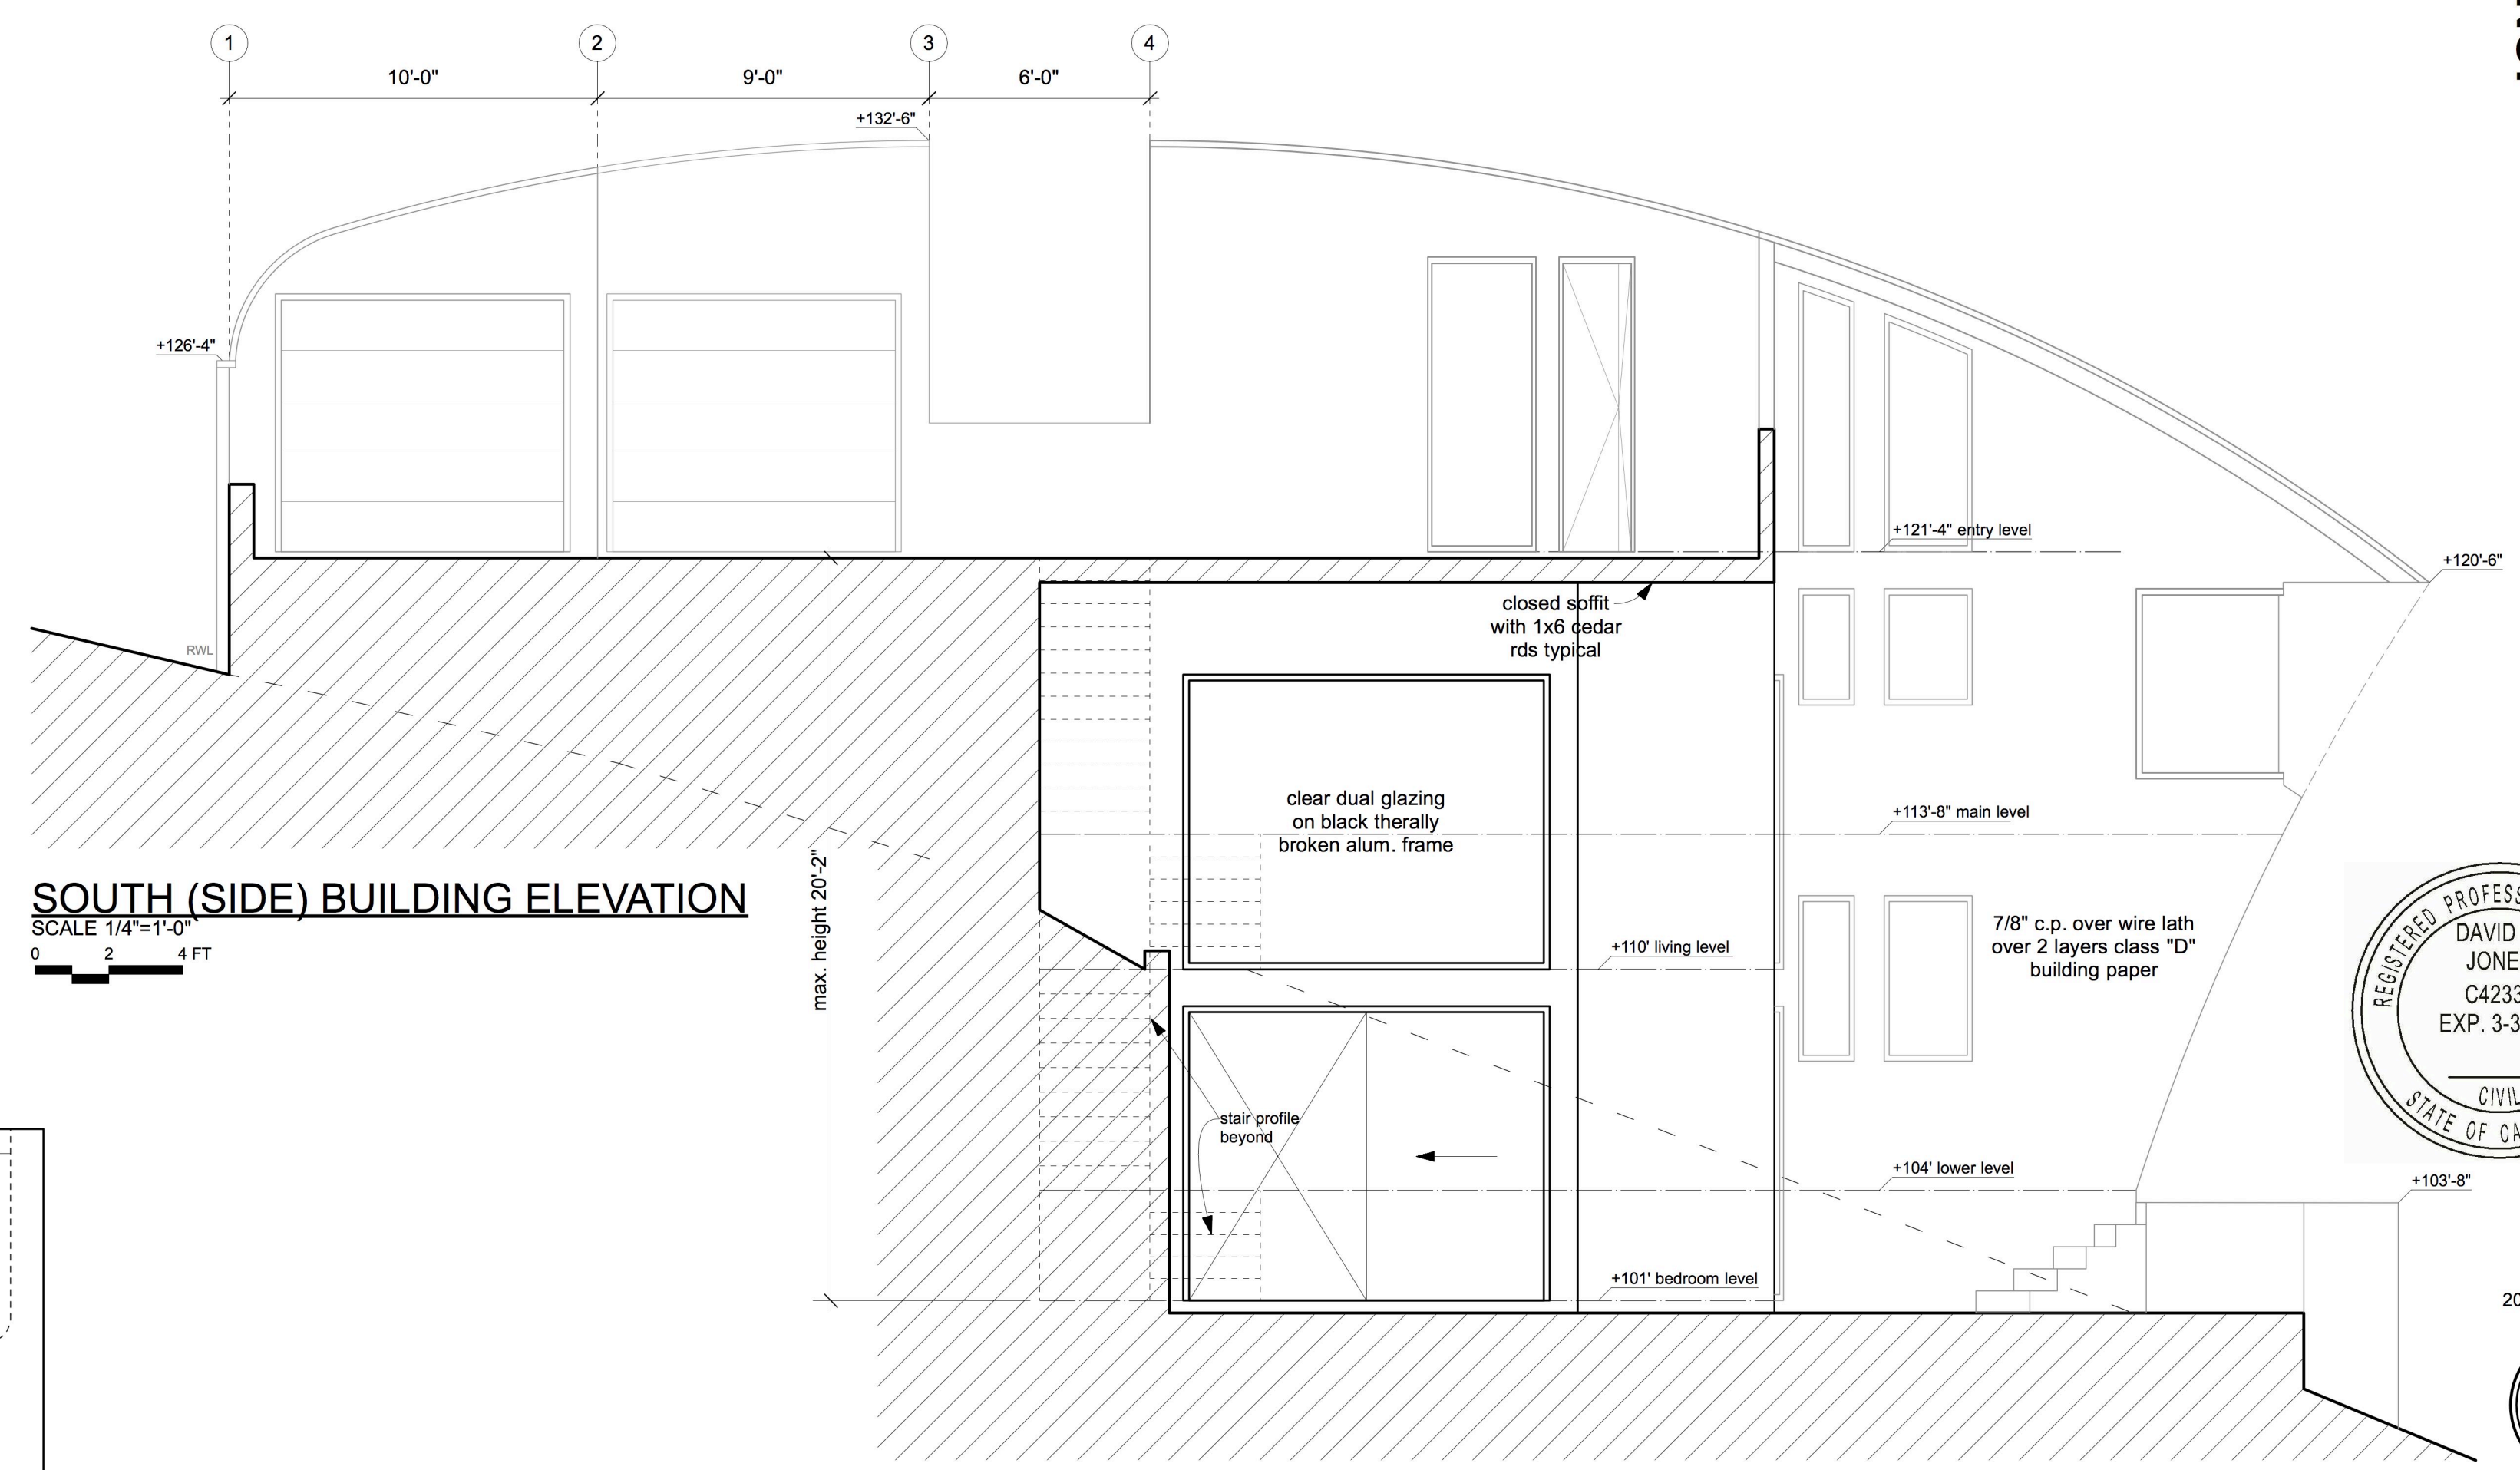 1
2
3
4
10'-0"
9'-0"
6'-0"
+132'-6"
+126'-4"
+121'-4" entry level
+120'-6"
RWL
closed soffit
with 1x6 cedar
rds typical
clear dual glazing
on black therally
broken alum. frame
+113'-8" main level
max. height 20'-2"
SOUTH (SIDE) BUILDING ELEVATION
SCALE 1/4"=1'-0"
0 2 4 FT
+110' living level
7/8" c.p. over wire lath
over 2 layers class "D"
building paper
REGISTERED PROFESS
DAVID
JONE
C4233
EXP. 3-3
CIVIL
STATE OF CA
stair profile
beyond
+104' lower level
+103'-8"
+101' bedroom level
20